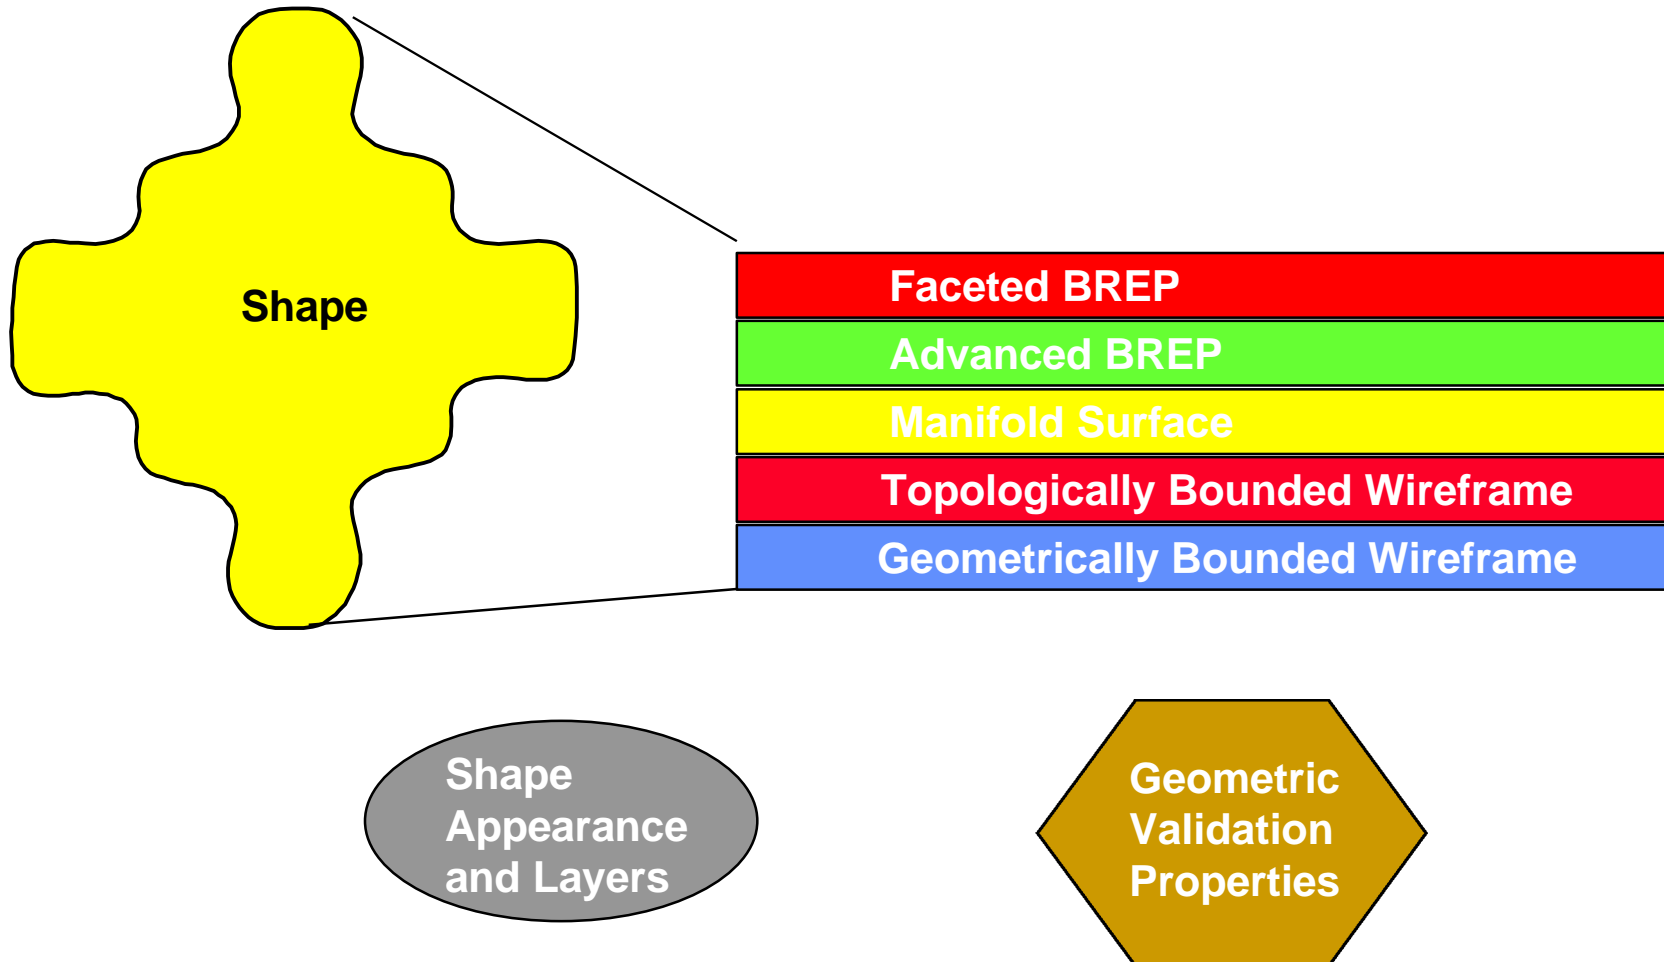 Shape
Faceted BREP
Advanced BREP
Manifold Surface
Topologically Bounded Wireframe
Geometrically Bounded Wireframe
Shape
Appearance
and Layers
Geometric
Validation
Properties